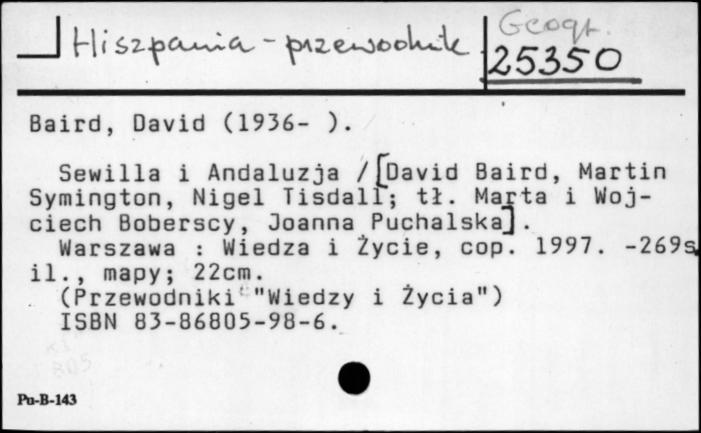 Geogr.
Hiszpania - przewodnik
25350
Baird, David (1936- ).
Sewilla i Andaluzja /[David Baird, Martin
Symington, Nigel Tisdall; tł. Marta i Woj-
ciech Boberscy, Joanna Puchalska].
Warszawa : Wiedza i Życie, cop. 1997. -269s.
il., mapy; 22cm.
(Przewodniki "Wiedzy i Życia")
ISBN 83-86805-98-6.
805
Pu-B-143